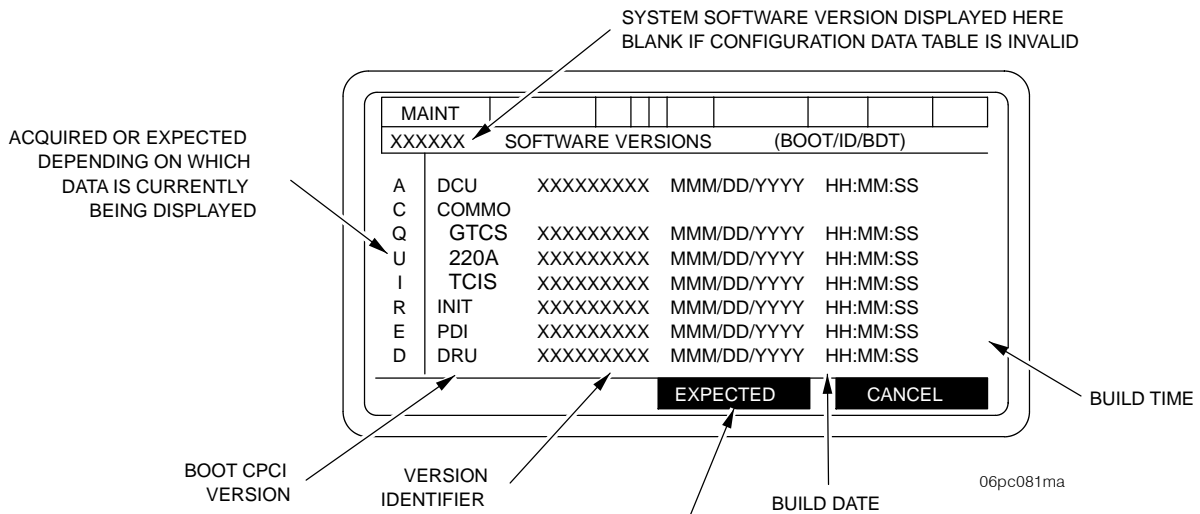 SYSTEM SOFTWARE VERSION DISPLAYED HERE
BLANK IF CONFIGURATION DATA TABLE IS INVALID
ACQUIRED OR EXPECTED
DEPENDING ON WHICH
DATA IS CURRENTLY
BEING DISPLAYED
MAINT
XXXXXX SOFTWARE VERSIONS (BOOT/ID/BDT)
A DCU XXXXXXXXX MMM/DD/YYYY HH:MM:SS
C COMMO
Q GTCS XXXXXXXXX MMM/DD/YYYY HH:MM:SS
U 220A XXXXXXXXX MMM/DD/YYYY HH:MM:SS
I TCIS XXXXXXXXX MMM/DD/YYYY HH:MM:SS
R INIT XXXXXXXXX MMM/DD/YYYY HH:MM:SS
E PDI XXXXXXXXX MMM/DD/YYYY HH:MM:SS
D DRU XXXXXXXXX MMM/DD/YYYY HH:MM:SS
EXPECTED CANCEL
BUILD TIME
BOOT CPCI
VERSION
VERSION
IDENTIFIER
BUILD DATE
06pc081ma